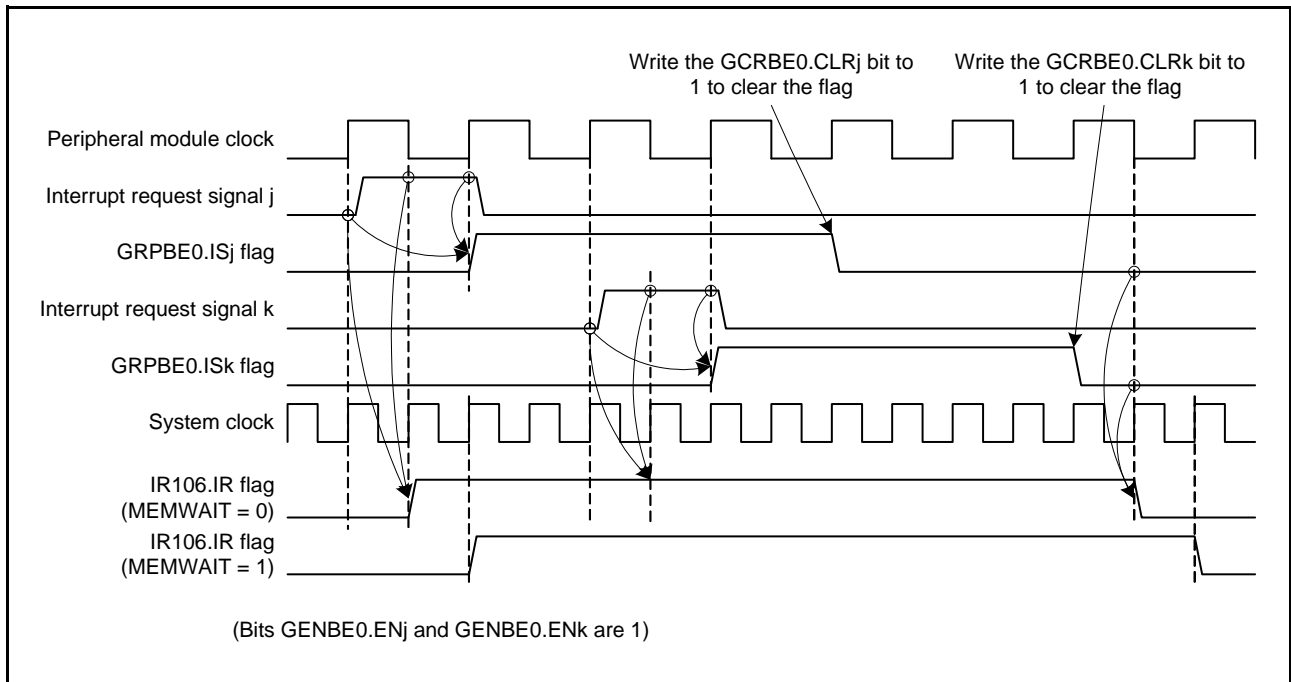 Write the GCRBE0.CLRj bit to
1 to clear the flag
Write the GCRBE0.CLRk bit to
1 to clear the flag
Peripheral module clock
Interrupt request signal j
GRPBE0.ISj flag
Interrupt request signal k
GRPBE0.ISk flag
System clock
IR106.IR flag
(MEMWAIT = 0)
IR106.IR flag
(MEMWAIT = 1)
(Bits GENBE0.ENj and GENBE0.ENk are 1)